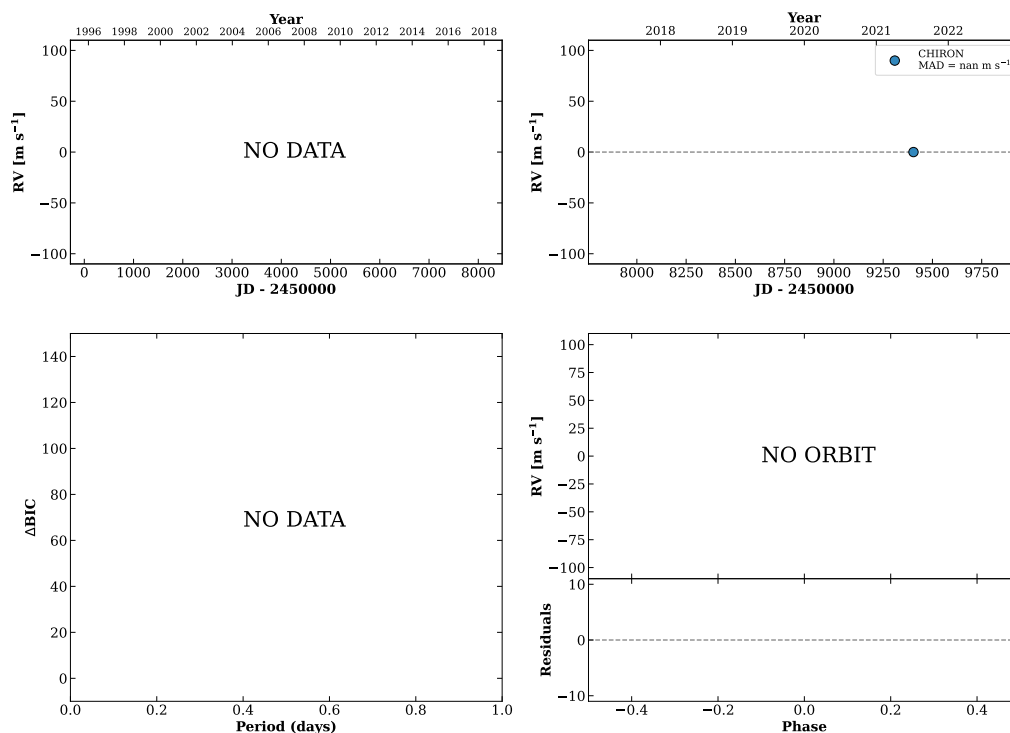 Year
1996 1998 2000 2002 2004 2006 2008 2010 2012 2014 2016 2018
100
50
0
−50
−100
RV [m s⁻¹]
NO DATA
0 1000 2000 3000 4000 5000 6000 7000 8000
JD - 2450000
Year
2018 2019 2020 2021 2022
CHIRON
MAD = nan m s⁻¹
100
50
0
−50
−100
RV [m s⁻¹]
8000 8250 8500 8750 9000 9250 9500 9750
JD - 2450000
140
120
100
80
60
40
20
0
ΔBIC
NO DATA
0.0 0.2 0.4 0.6 0.8 1.0
Period (days)
100
75
50
25
0
−25
−50
−75
−100
RV [m s⁻¹]
NO ORBIT
10
0
−10
Residuals
−0.4 −0.2 0.0 0.2 0.4
Phase